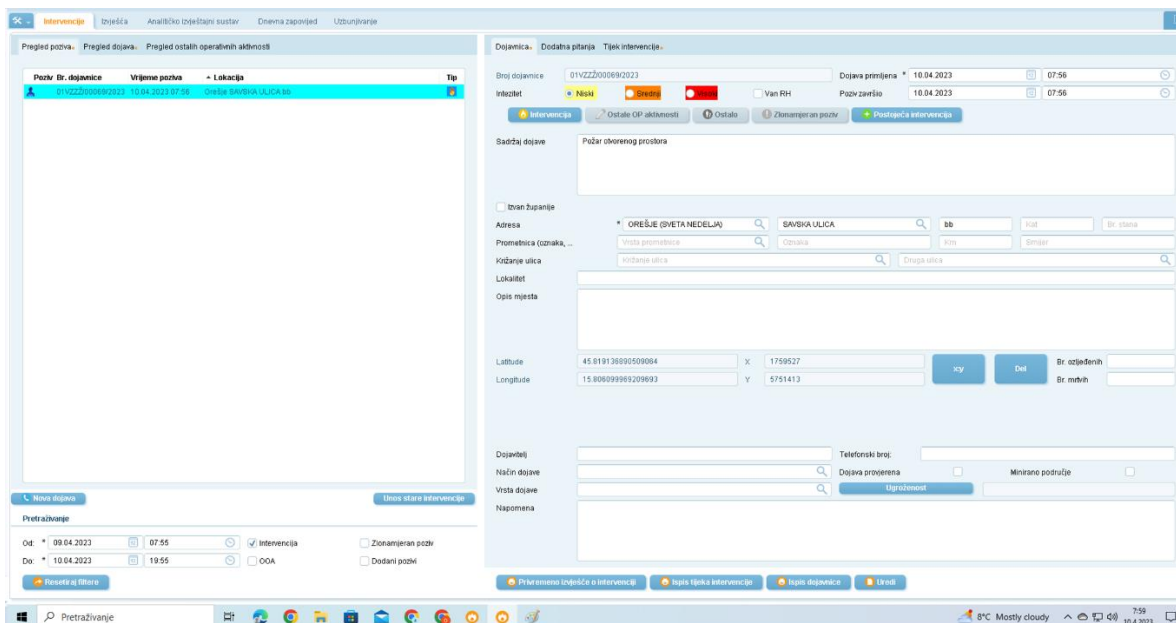 Intervencije Izvješća Analitičko izvještajni sustav Dnevna zapovijed Uzbunjivanje
Pregled poziva Pregled dojava Pregled ostalih operativnih aktivnosti
Poziv Br. dojavnice Vrijeme poziva Lokacija Tip
01VZZŽ/00069/2023 10.04.2023 07:56 Orešje SAVSKA ULICA bb
Nova dojava Unos stare intervencije
Pretraživanje
Od: * 09.04.2023 07:55 Intervencija Zlonamjeran poziv
Do: * 10.04.2023 19:55 OOA Dodani pozivi
Resetiraj filtere
Dojavnica Dodatna pitanja Tijek intervencije
Broj dojavnice 01VZZŽ/00069/2023 Dojava primljena * 10.04.2023 07:56
Intezitet Niski Srednji Visoki Van RH Poziv završio 10.04.2023 07:56
Intervencija Ostale OP aktivnosti Ostalo Zlonamjeran poziv Postojeća intervencija
Sadržaj dojave Požar otvorenog prostora
Izvan županije
Adresa * OREŠJE (SVETA NEDELJA) SAVSKA ULICA bb Kat Br. stana
Prometnica (oznaka, ... Vrsta prometnice Oznaka Km Smjer
Križanje ulica Križanje ulica Druga ulica
Lokalitet
Opis mjesta
Latitude 45.819136890509064 X 1759527 x:y Del Br. ozlijeđenih
Longitude 15.806099969209693 Y 5751413 Br. mrtvih
Dojavitelj Telefonski broj:
Način dojave Dojava provjerena Minirano područje
Vrsta dojave Ugroženost
Napomena
Privremeno izvješće o intervenciji Ispis tijeka intervencije Ispis dojavnice Uredi
Pretraživanje 8°C Mostly cloudy 7:59
10.4.2023.